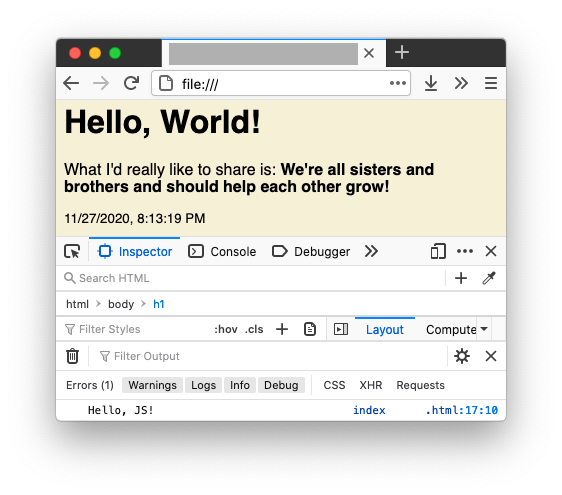 file:///
Hello, World!
What I'd really like to share is: We're all sisters and
brothers and should help each other grow!
11/27/2020, 8:13:19 PM
Inspector Console Debugger
Search HTML
html > body > h1
Filter Styles :hov .cls + Layout Compute
Filter Output
Errors (1) Warnings Logs Info Debug CSS XHR Requests
Hello, JS! index .html:17:10